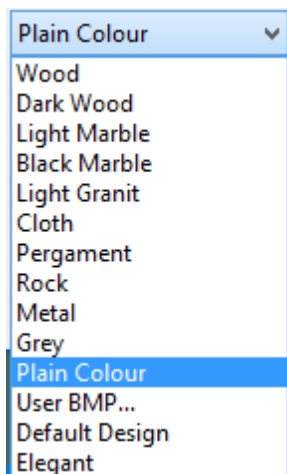 Plain Colour
Wood
Dark Wood
Light Marble
Black Marble
Light Granit
Cloth
Pergament
Rock
Metal
Grey
Plain Colour
User BMP...
Default Design
Elegant